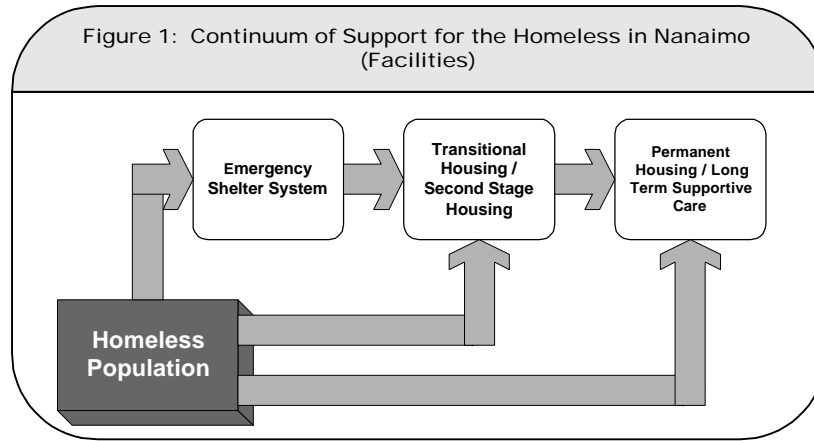 Figure 1: Continuum of Support for the Homeless in Nanaimo
(Facilities)
Emergency
Shelter System
Transitional
Housing /
Second Stage
Housing
Permanent
Housing / Long
Term Supportive
Care
Homeless
Population